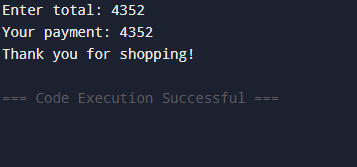 Enter total: 4352
Your payment: 4352
Thank you for shopping!
=== Code Execution Successful ===